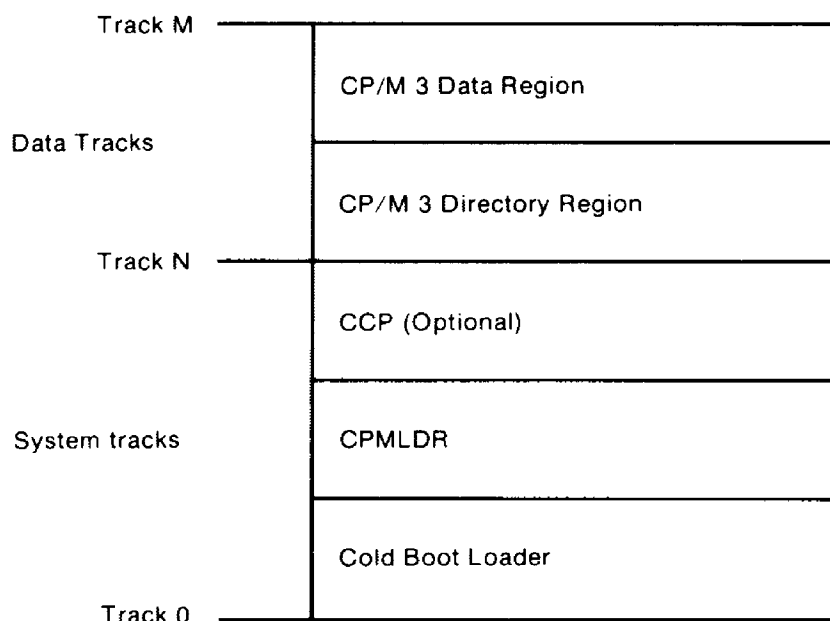 Track M
CP/M 3 Data Region
Data Tracks
CP/M 3 Directory Region
Track N
CCP (Optional)
System tracks
CPMLDR
Cold Boot Loader
Track 0